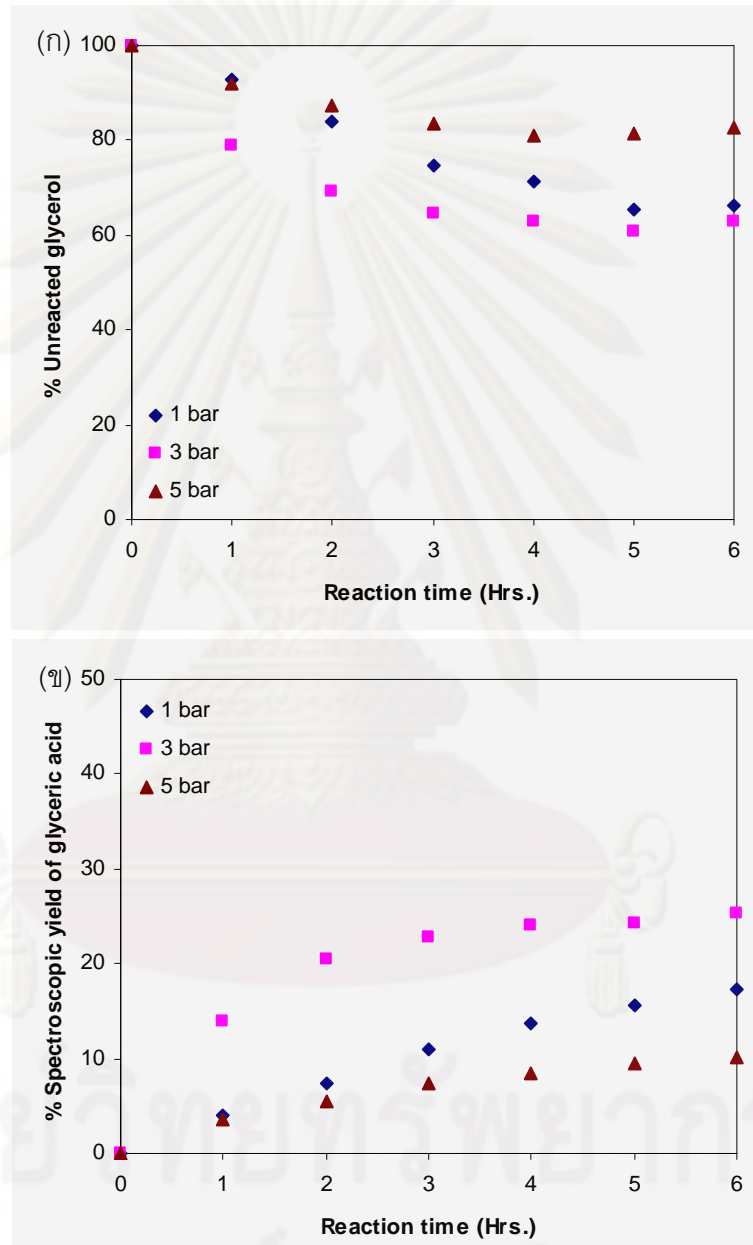 (ก)
100
80
60
40
20
0
% Unreacted glycerol
1 bar
3 bar
5 bar
0 1 2 3 4 5 6
Reaction time (Hrs.)
(ข)
50
40
30
20
10
0
% Spectroscopic yield of glyceric acid
1 bar
3 bar
5 bar
0 1 2 3 4 5 6
Reaction time (Hrs.)